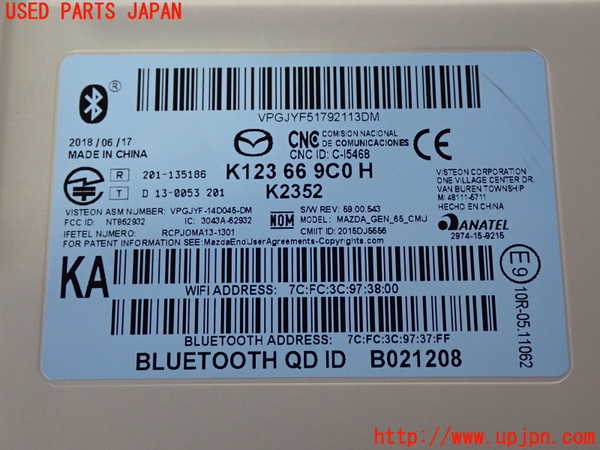 USED PARTS JAPAN
®
VPGJYF51792113DM
2018/06/17
MADE IN CHINA
CNC COMISION NACIONAL DE COMUNICACIONES
CNC ID: C-15468
CE
R 201-135186
T D 13-0053 201
K123 66 9C0 H
K2352
VISTEON CORPORATION
ONE VILLAGE CENTER DR.
VAN BUREN TOWNSHIP
MI 48111-5711
HECHO EN CHINA
VISTEON ASM NUMBER: VPGJYF-14D045-DM
S/W REV: 59.00.543
FCC ID: NT962932 IC: 3043A-62932
NOM
MODEL: MAZDA_GEN_65_CMJ
IFETEL NUMERO: RCPJOMA13-1301
CMIIT ID: 2015DJ5556
ANATEL
2974-15-9215
FOR PATENT INFORMATION SEE:MazdaEndUserAgreements-Copyright.com
KA
WIFI ADDRESS: 7C:FC:3C:97:38:00
E9
10R-05.11062
BLUETOOTH ADDRESS: 7C:FC:3C:97:37:FF
BLUETOOTH QD ID B021208
http://www.upjpn.com/